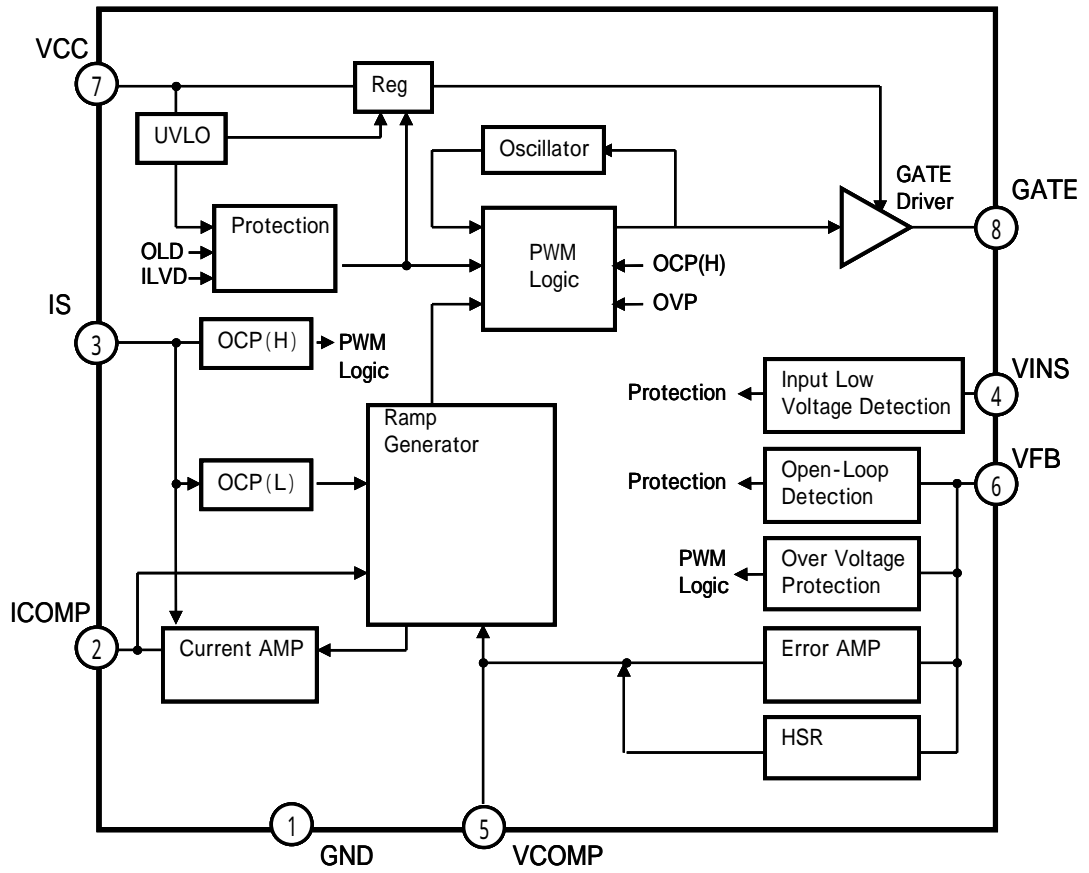 VCC
7
Reg
UVLO
Oscillator
GATE
Driver
GATE
8
Protection
OLD
ILVD
PWM
Logic
OCP(H)
OVP
IS
3
OCP(H)
PWM
Logic
Input Low
Voltage Detection
Protection
VINS
4
Ramp
Generator
OCP(L)
Protection
Open-Loop
Detection
VFB
6
PWM
Logic
Over Voltage
Protection
ICOMP
2
Current AMP
Error AMP
HSR
1
GND
5
VCOMP